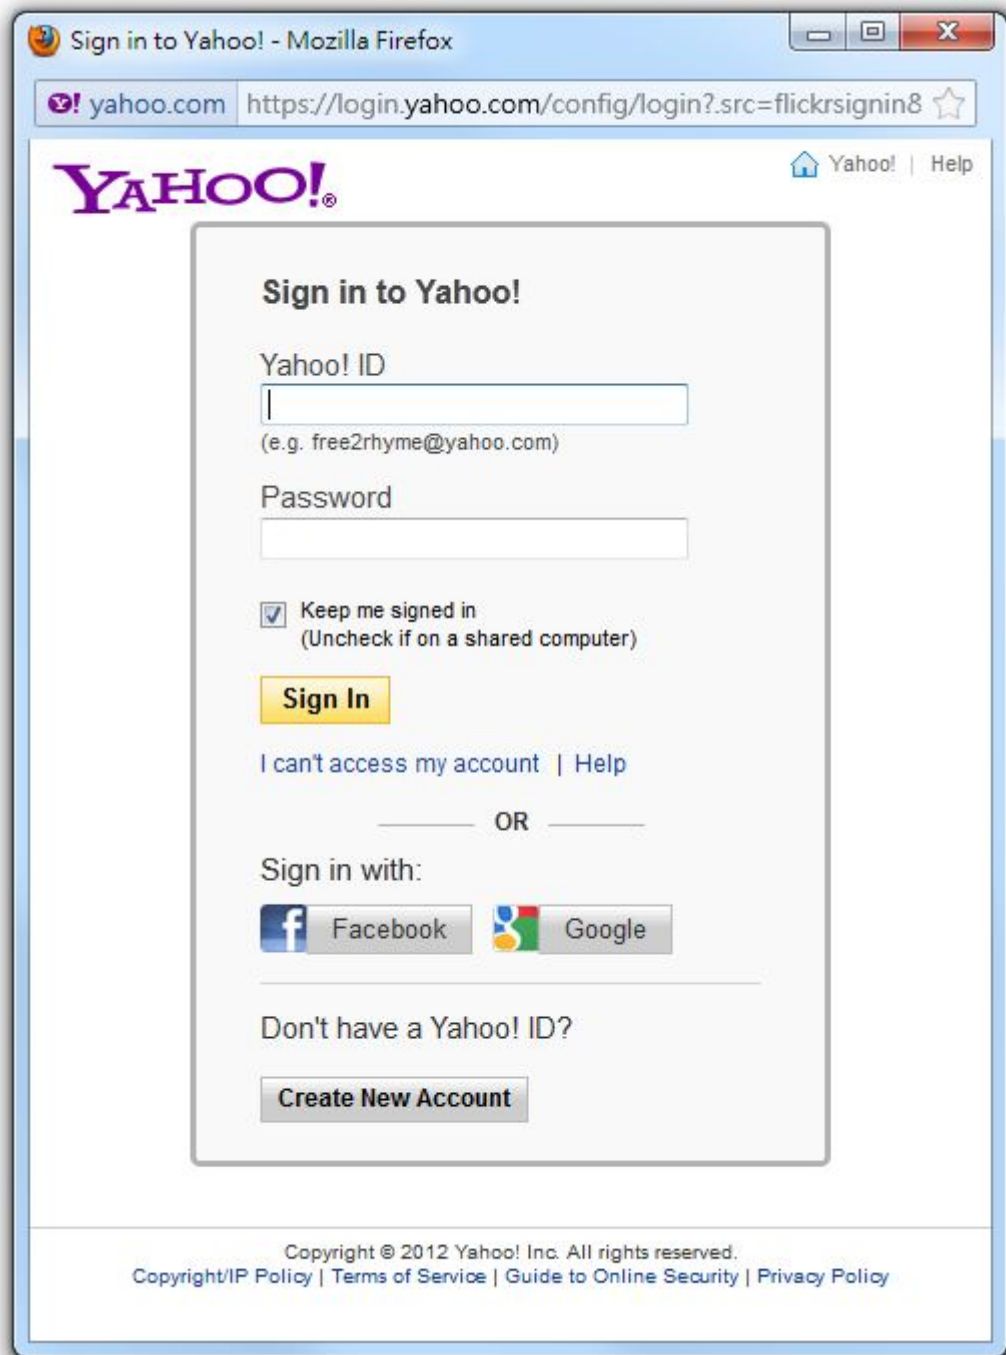 Sign in to Yahoo! - Mozilla Firefox
Y! yahoo.com https://login.yahoo.com/config/login?.src=flickrsignin8
YAHOO!® Yahoo! | Help
Sign in to Yahoo!
Yahoo! ID
(e.g. free2rhyme@yahoo.com)
Password
Keep me signed in
(Uncheck if on a shared computer)
Sign In
I can't access my account | Help
OR
Sign in with:
f Facebook g Google
Don't have a Yahoo! ID?
Create New Account
Copyright © 2012 Yahoo! Inc. All rights reserved.
Copyright/IP Policy | Terms of Service | Guide to Online Security | Privacy Policy